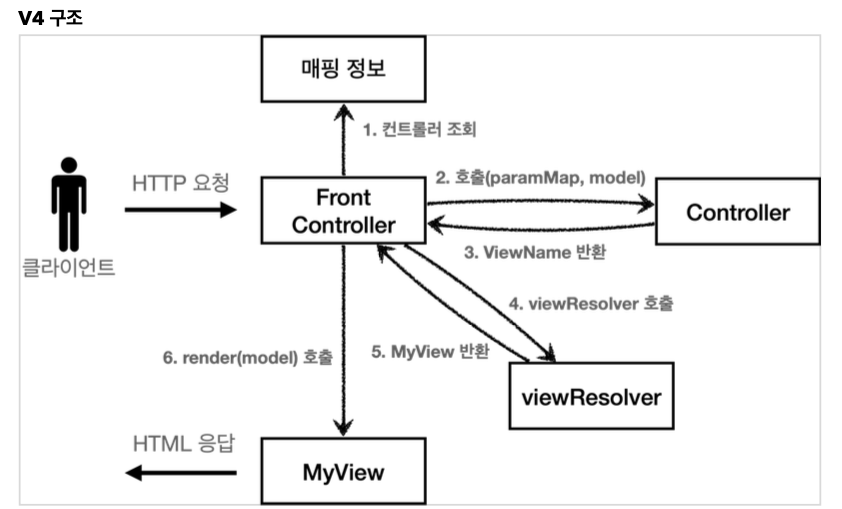 V4 구조
매핑 정보
1. 컨트롤러 조회
HTTP 요청
Front
Controller
2. 호출(paramMap, model)
Controller
3. ViewName 반환
클라이언트
4. viewResolver 호출
5. MyView 반환
6. render(model) 호출
viewResolver
HTML 응답
MyView